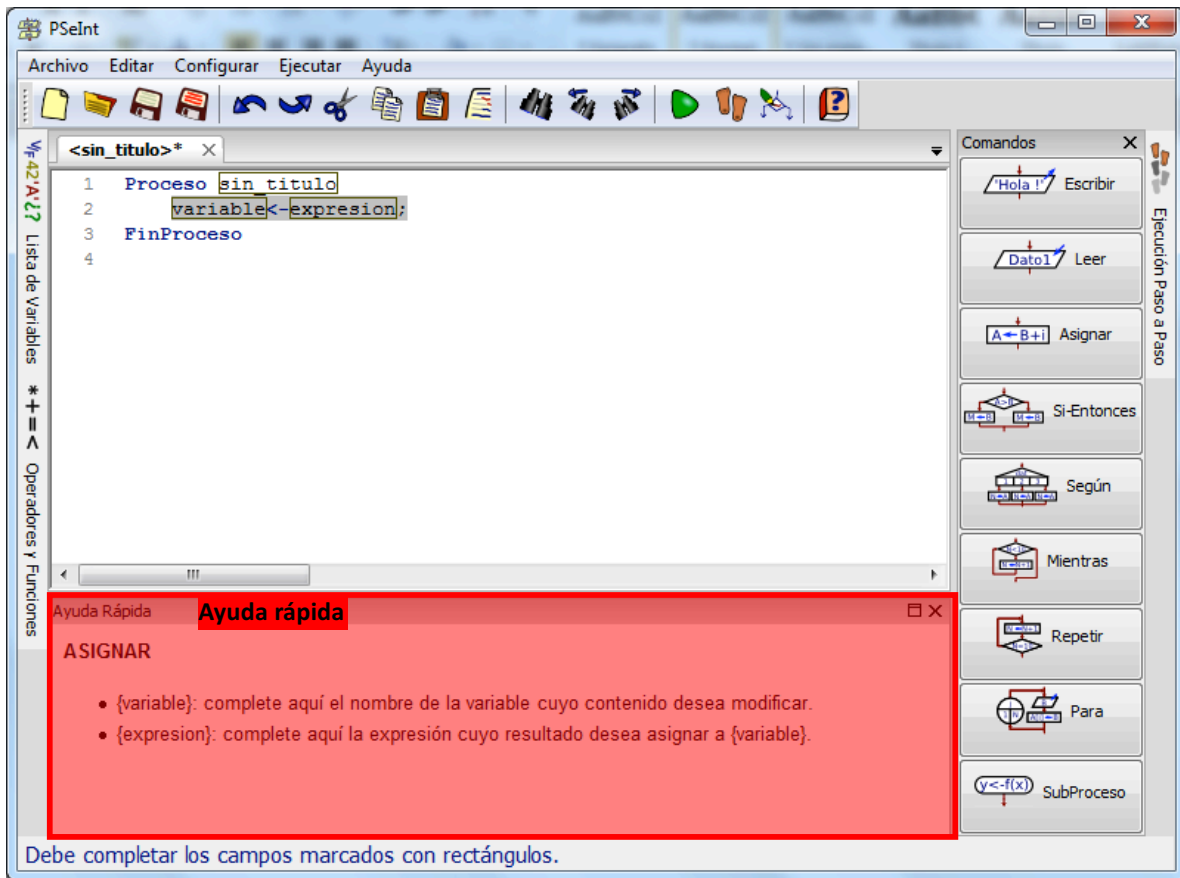 PSeInt
Archivo Editar Configurar Ejecutar Ayuda
42'A'¿? Lista de Variables
*+=< Operadores y Funciones
<sin_titulo>*
1 Proceso sin_titulo
2 variable<-expresion;
3 FinProceso
4
Ayuda Rápida
Ayuda rápida
ASIGNAR
• {variable}: complete aquí el nombre de la variable cuyo contenido desea modificar.
• {expresion}: complete aquí la expresión cuyo resultado desea asignar a {variable}.
Comandos
'Hola !' Escribir
Dato1 Leer
A←B+i Asignar
A>B Si-Entonces
Según
Mientras
Repetir
Para
y<-f(x) SubProceso
Ejecución Paso a Paso
Debe completar los campos marcados con rectángulos.